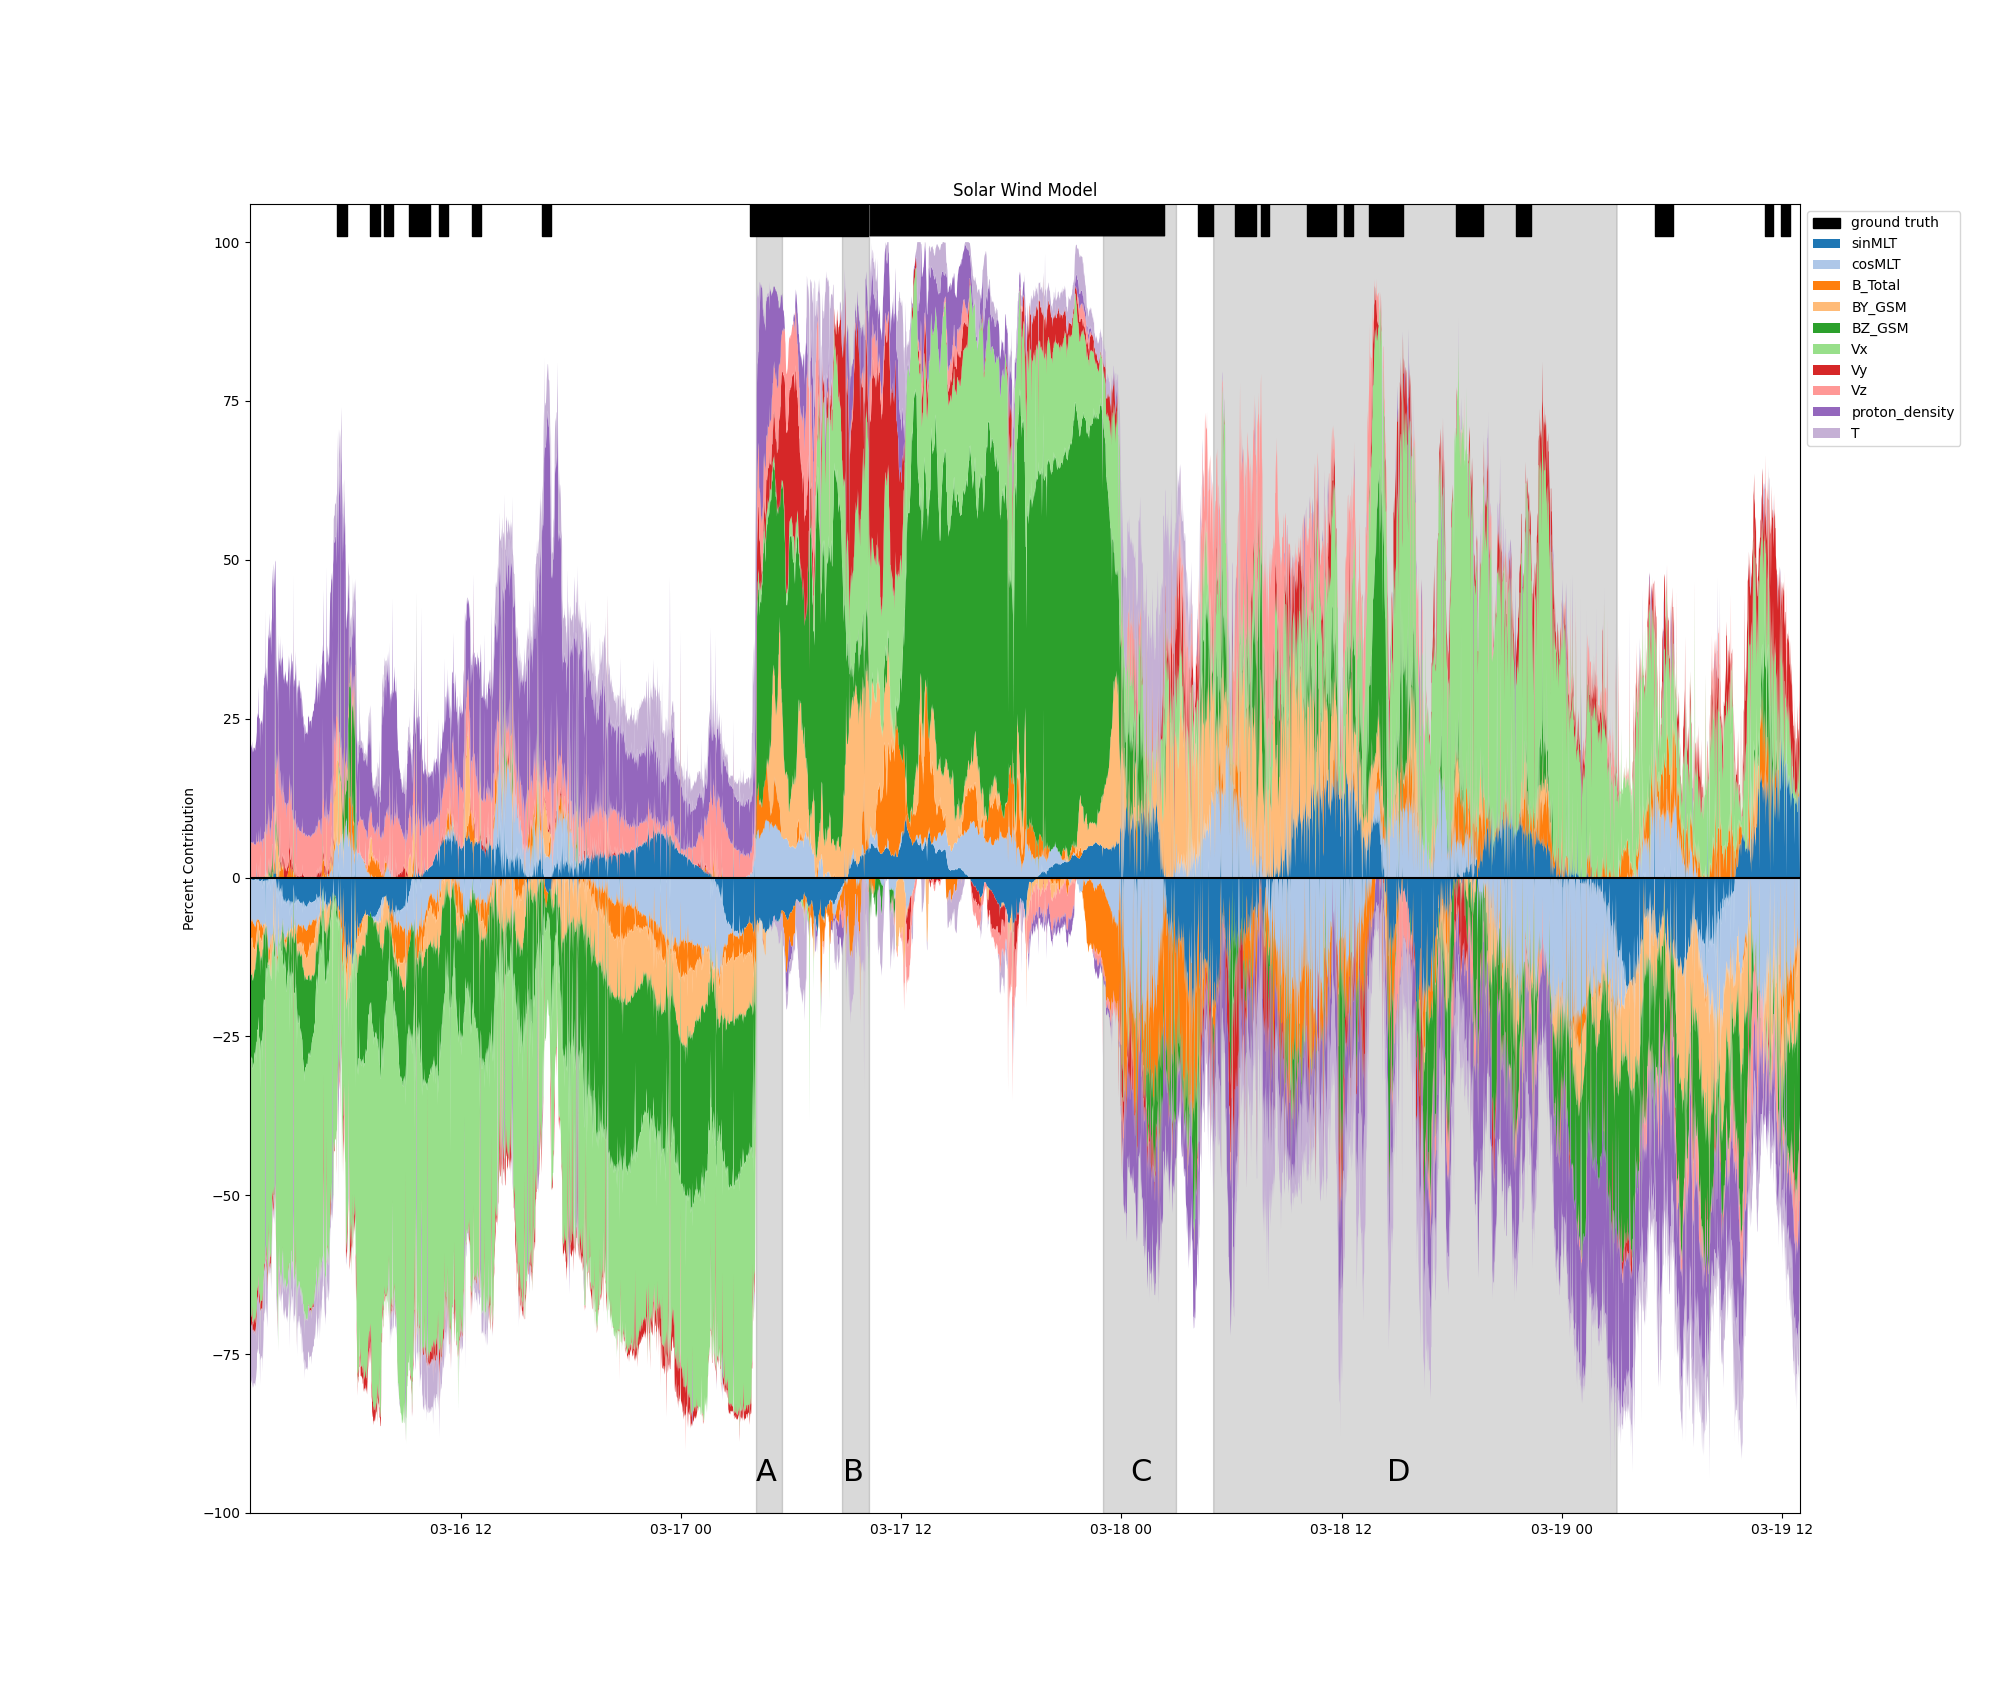 Solar Wind Model
ground truth
sinMLT
cosMLT
B_Total
BY_GSM
BZ_GSM
Vx
Vy
Vz
proton_density
T
100
75
50
25
0
−25
−50
−75
−100
Percent Contribution
A
B
C
D
03-16 12
03-17 00
03-17 12
03-18 00
03-18 12
03-19 00
03-19 12